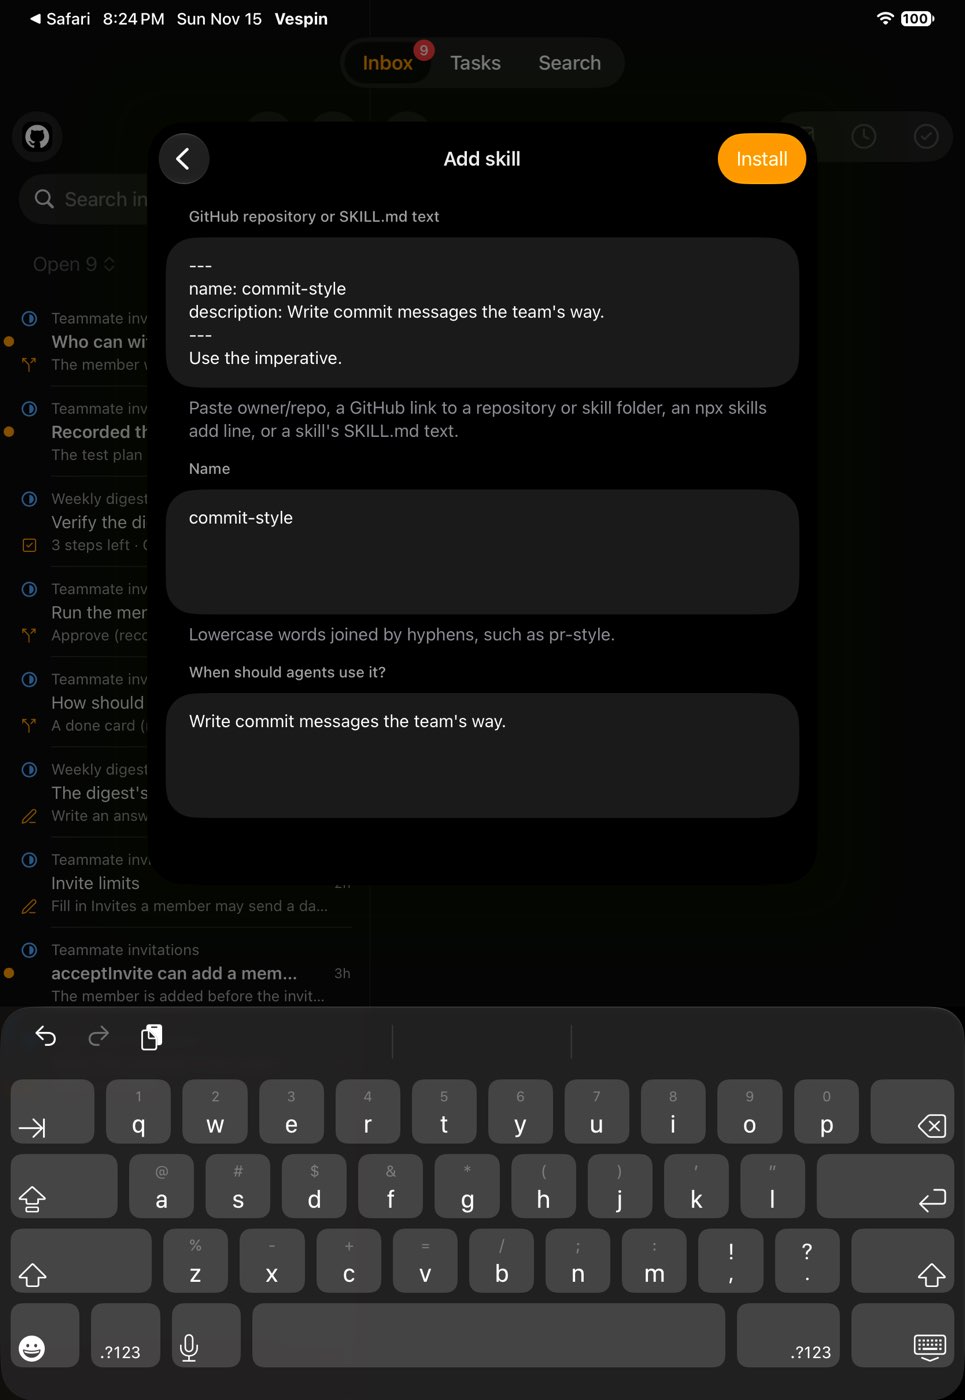 ◀ Safari 8:24 PM Sun Nov 15 Vespin
100
Inbox 9 Tasks Search
Add skill
Install
Search in
GitHub repository or SKILL.md text
---
name: commit-style
description: Write commit messages the team's way.
---
Use the imperative.
Paste owner/repo, a GitHub link to a repository or skill folder, an npx skills
add line, or a skill's SKILL.md text.
Name
commit-style
Lowercase words joined by hyphens, such as pr-style.
When should agents use it?
Write commit messages the team's way.
Open 9
Teammate inv
Who can wi
The member
Teammate inv
Recorded th
The test plan
Weekly digest
Verify the di
3 steps left ·
Teammate inv
Run the mer
Approve (reco
Teammate inv
How should
A done card (
Weekly digest
The digest's
Write an answ
Teammate invi
Invite limits
2h
Fill in Invites a member may send a da...
Teammate invitations
acceptInvite can add a mem... 3h
The member is added before the invit...
1 2 3 4 5 6 7 8 9 0
q w e r t y u i o p
@ # $ & * ( ) ' "
a s d f g h j k l
% - + = / ; : ! ?
z x c v b n m , .
.?123 .?123